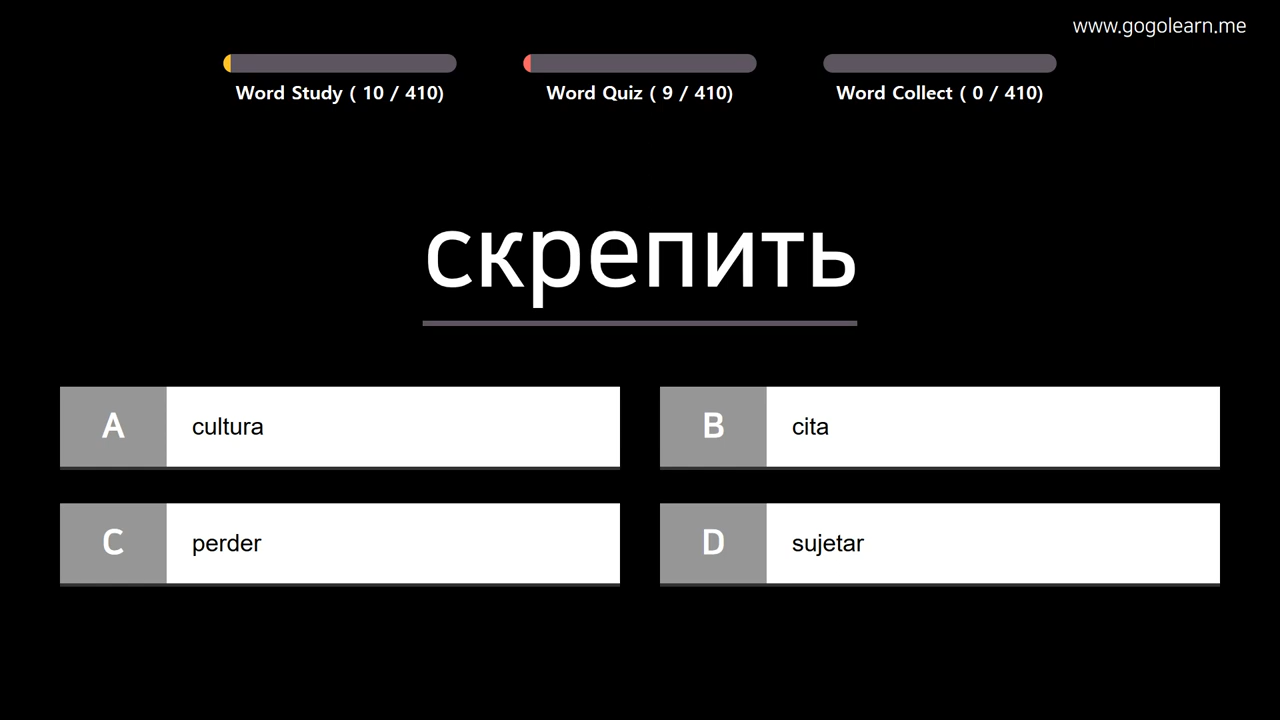 www.gogolearn.me
Word Study ( 10 / 410)
Word Quiz ( 9 / 410)
Word Collect ( 0 / 410)
скрепить
A cultura
B cita
C perder
D sujetar